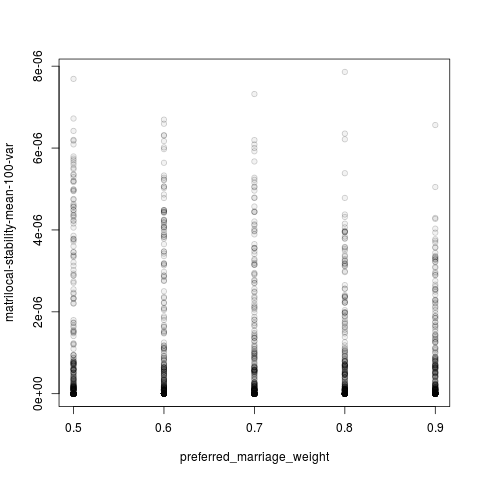 matrilocal-stability-mean-100-var
8e-06
6e-06
4e-06
2e-06
0e+00
0.5 0.6 0.7 0.8 0.9
preferred_marriage_weight